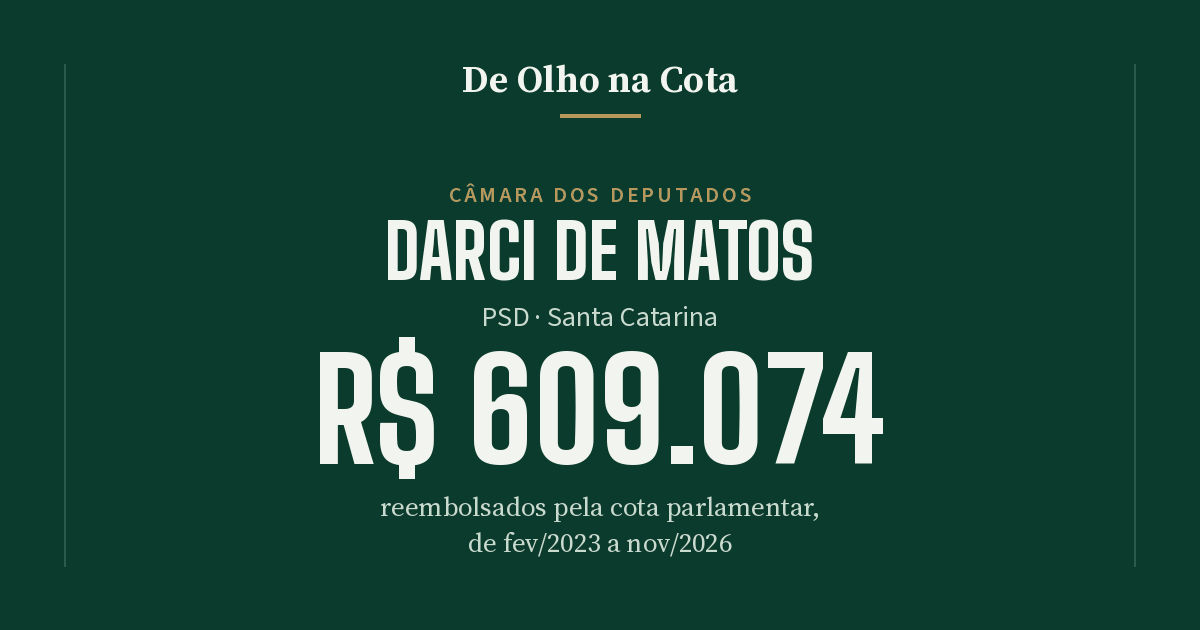 De Olho na Cota
CÂMARA DOS DEPUTADOS
DARCI DE MATOS
PSD · Santa Catarina
R$ 609.074
reembolsados pela cota parlamentar,
de fev/2023 a nov/2026